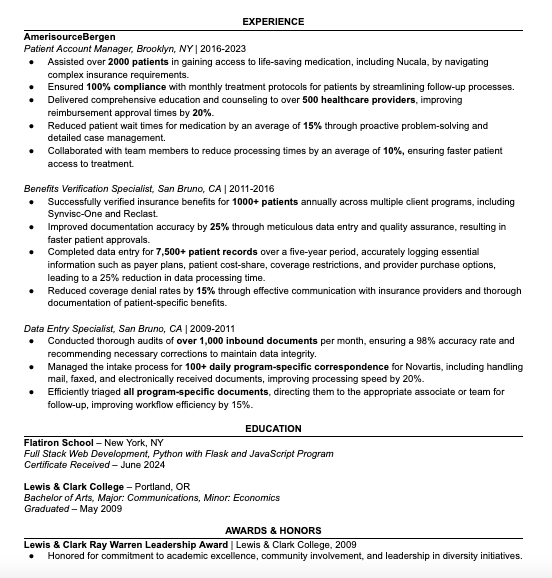 EXPERIENCE
AmerisourceBergen
Patient Account Manager, Brooklyn, NY | 2016-2023
● Assisted over 2000 patients in gaining access to life-saving medication, including Nucala, by navigating
complex insurance requirements.
● Ensured 100% compliance with monthly treatment protocols for patients by streamlining follow-up processes.
● Delivered comprehensive education and counseling to over 500 healthcare providers, improving
reimbursement approval times by 20%.
● Reduced patient wait times for medication by an average of 15% through proactive problem-solving and
detailed case management.
● Collaborated with team members to reduce processing times by an average of 10%, ensuring faster patient
access to treatment.
Benefits Verification Specialist, San Bruno, CA | 2011-2016
● Successfully verified insurance benefits for 1000+ patients annually across multiple client programs, including
Synvisc-One and Reclast.
● Improved documentation accuracy by 25% through meticulous data entry and quality assurance, resulting in
faster patient approvals.
● Completed data entry for 7,500+ patient records over a five-year period, accurately logging essential
information such as payer plans, patient cost-share, coverage restrictions, and provider purchase options,
leading to a 25% reduction in data processing time.
● Reduced coverage denial rates by 15% through effective communication with insurance providers and thorough
documentation of patient-specific benefits.
Data Entry Specialist, San Bruno, CA | 2009-2011
● Conducted thorough audits of over 1,000 inbound documents per month, ensuring a 98% accuracy rate and
recommending necessary corrections to maintain data integrity.
● Managed the intake process for 100+ daily program-specific correspondence for Novartis, including handling
mail, faxed, and electronically received documents, improving processing speed by 20%.
● Efficiently triaged all program-specific documents, directing them to the appropriate associate or team for
follow-up, improving workflow efficiency by 15%.
EDUCATION
Flatiron School – New York, NY
Full Stack Web Development, Python with Flask and JavaScript Program
Certificate Received – June 2024
Lewis & Clark College – Portland, OR
Bachelor of Arts, Major: Communications, Minor: Economics
Graduated – May 2009
AWARDS & HONORS
Lewis & Clark Ray Warren Leadership Award | Lewis & Clark College, 2009
● Honored for commitment to academic excellence, community involvement, and leadership in diversity initiatives.